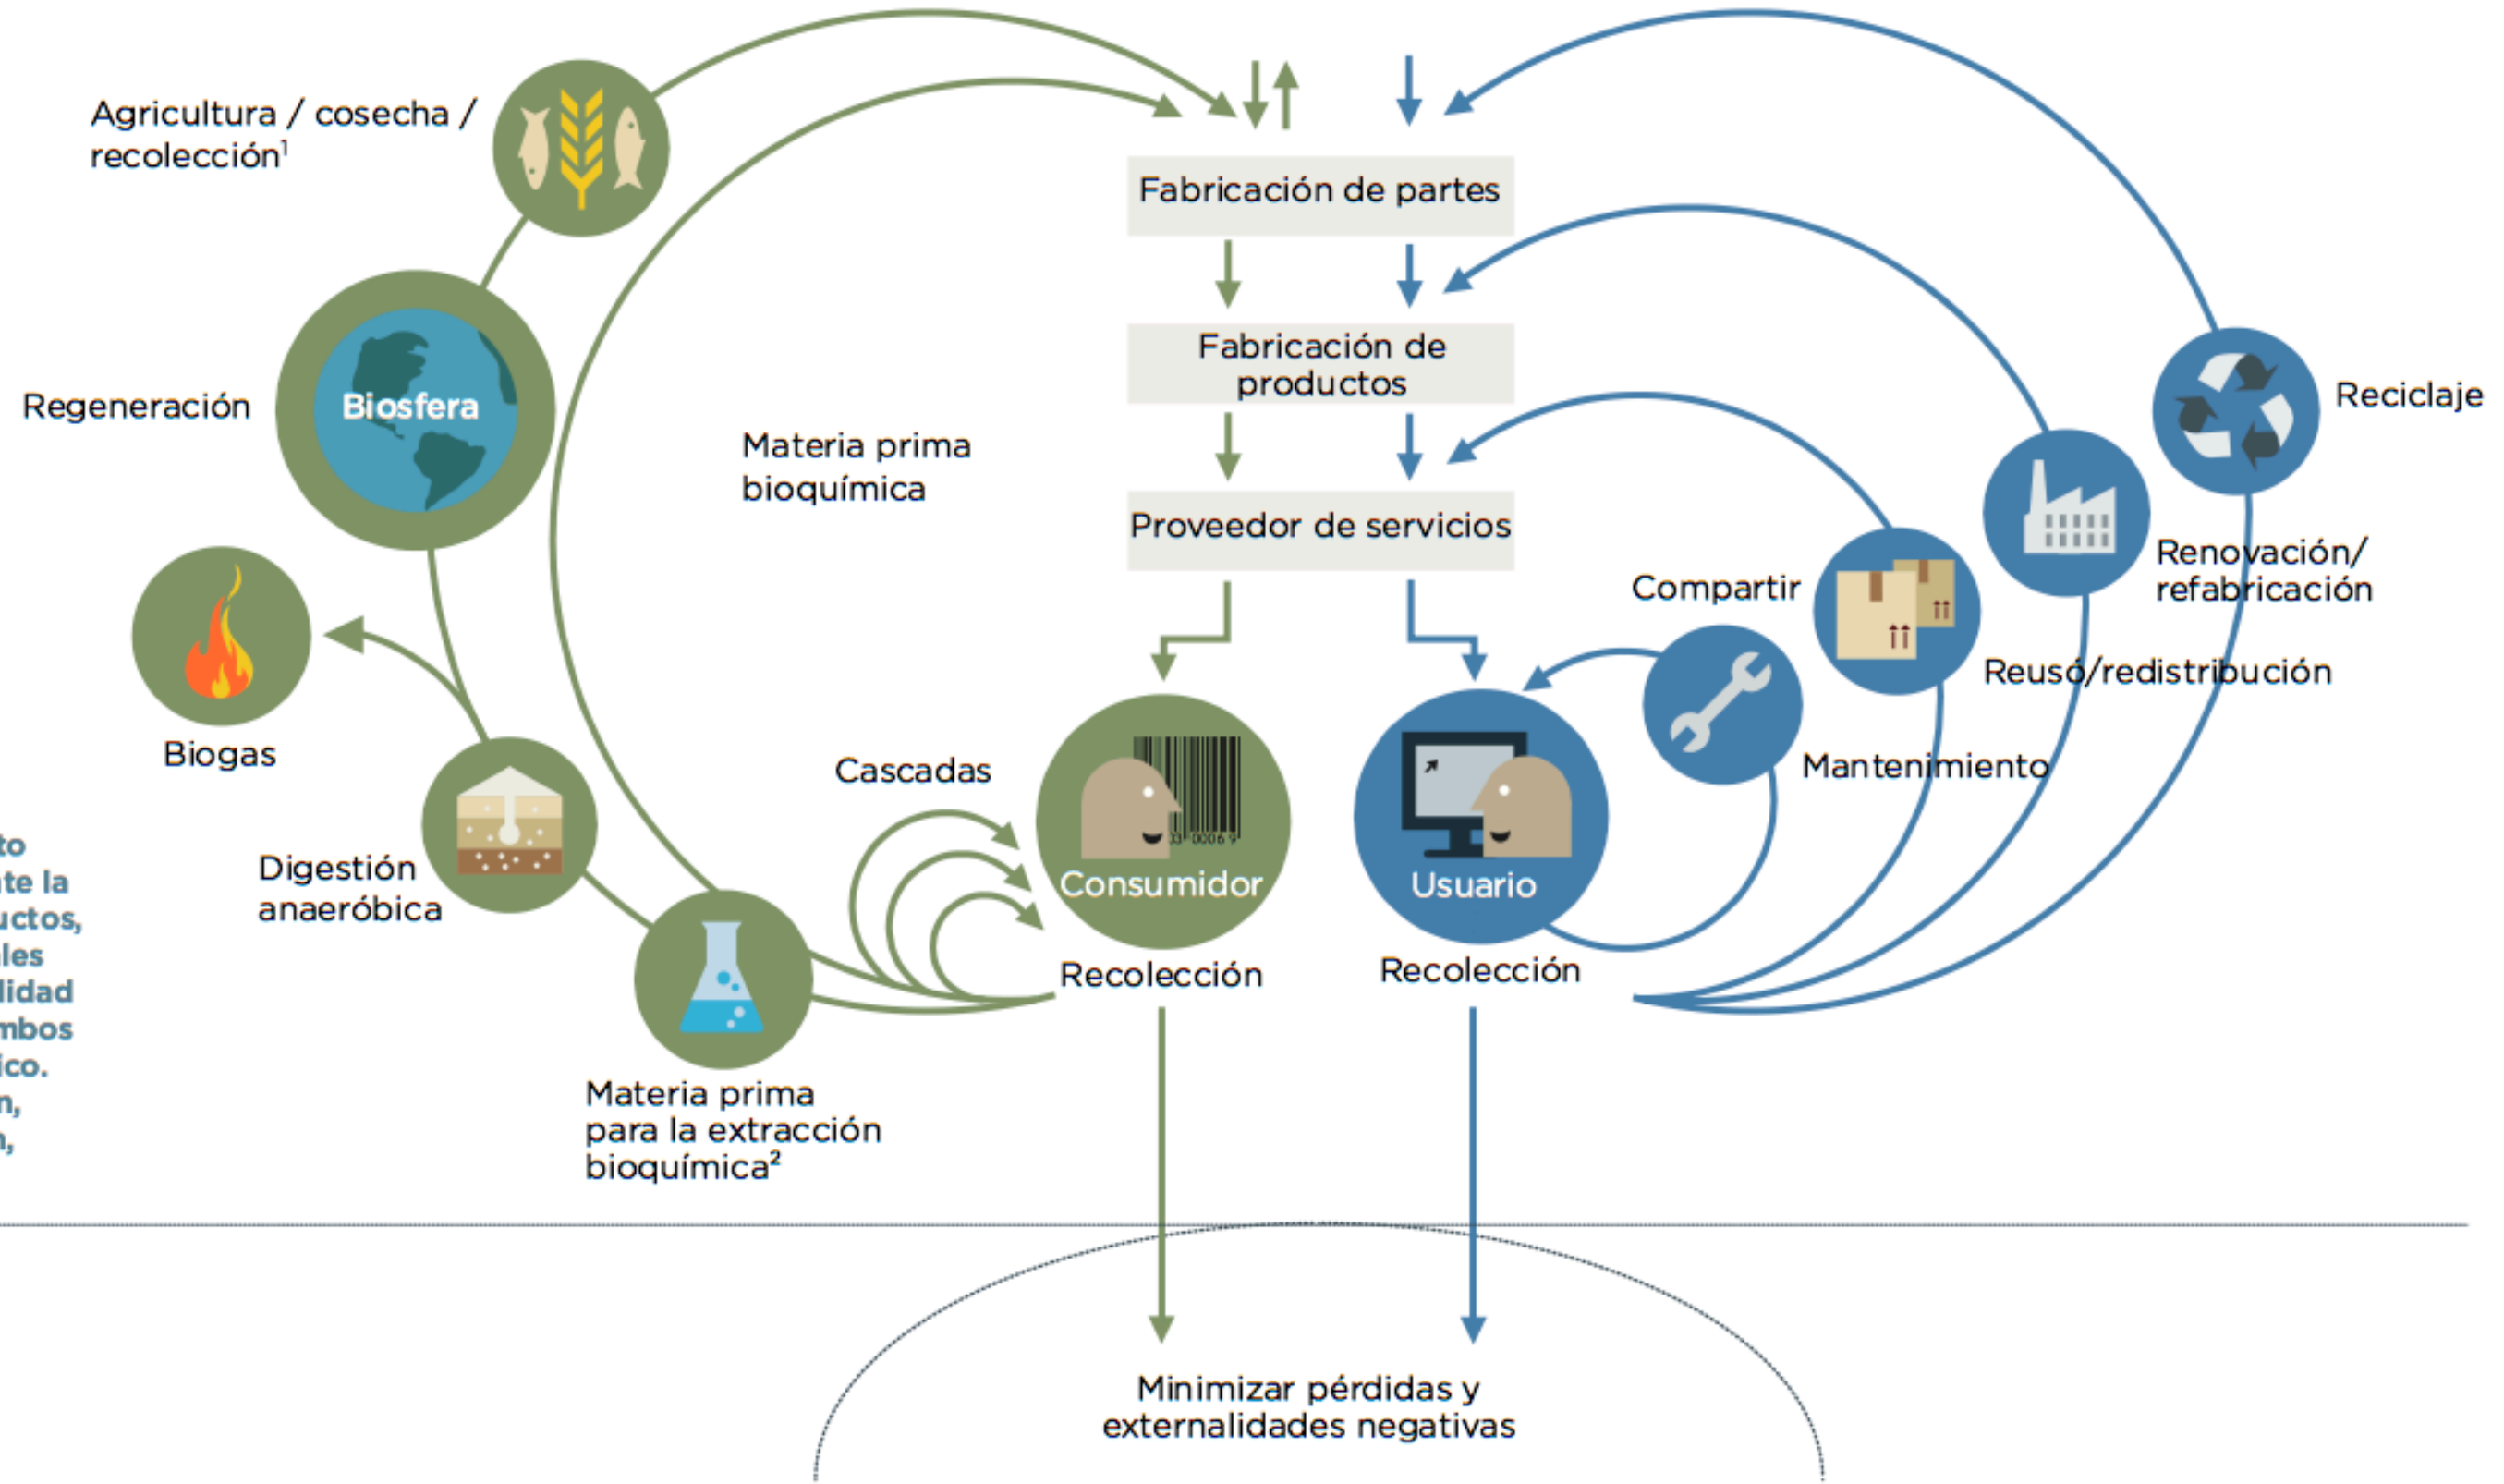 Agricultura / cosecha /
recolección¹
Fabricación de partes
Fabricación de
productos
Biosfera
Regeneración
Reciclaje
Materia prima
bioquímica
Proveedor de servicios
Renovación/
refabricación
Compartir
Reuso/redistribución
Biogas
Cascadas
Mantenimiento
Digestión
anaeróbica
Consumidor
Usuario
Recolección
Recolección
Materia prima
para la extracción
bioquímica²
Minimizar pérdidas y
externalidades negativas